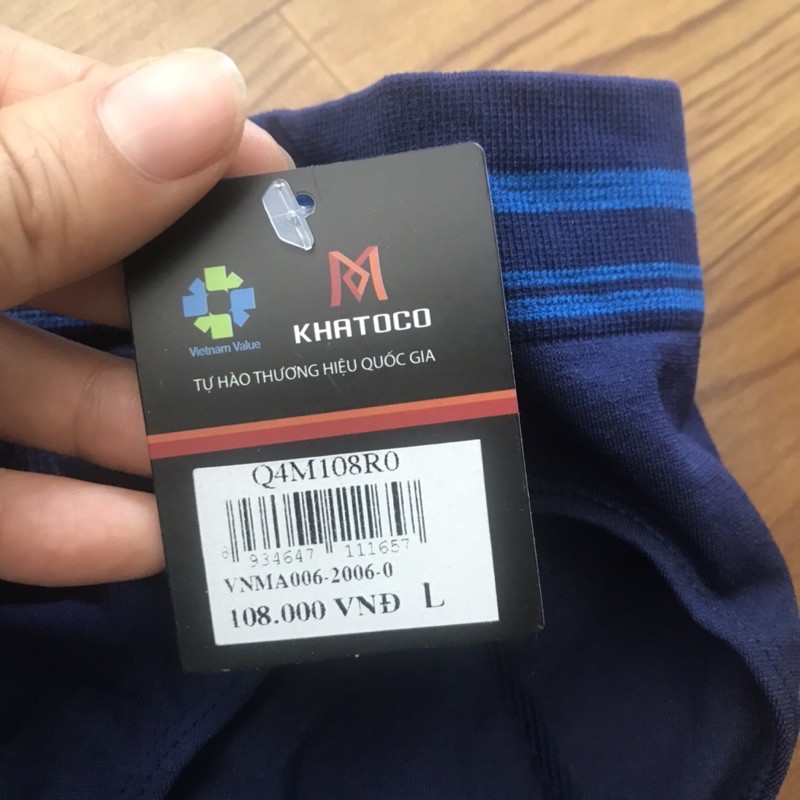 Vietnam Value
KHATOCO
TỰ HÀO THƯƠNG HIỆU QUỐC GIA
Q4M108R0
8 934647 111657
VNMA006-2006-0
108.000 VNĐ L